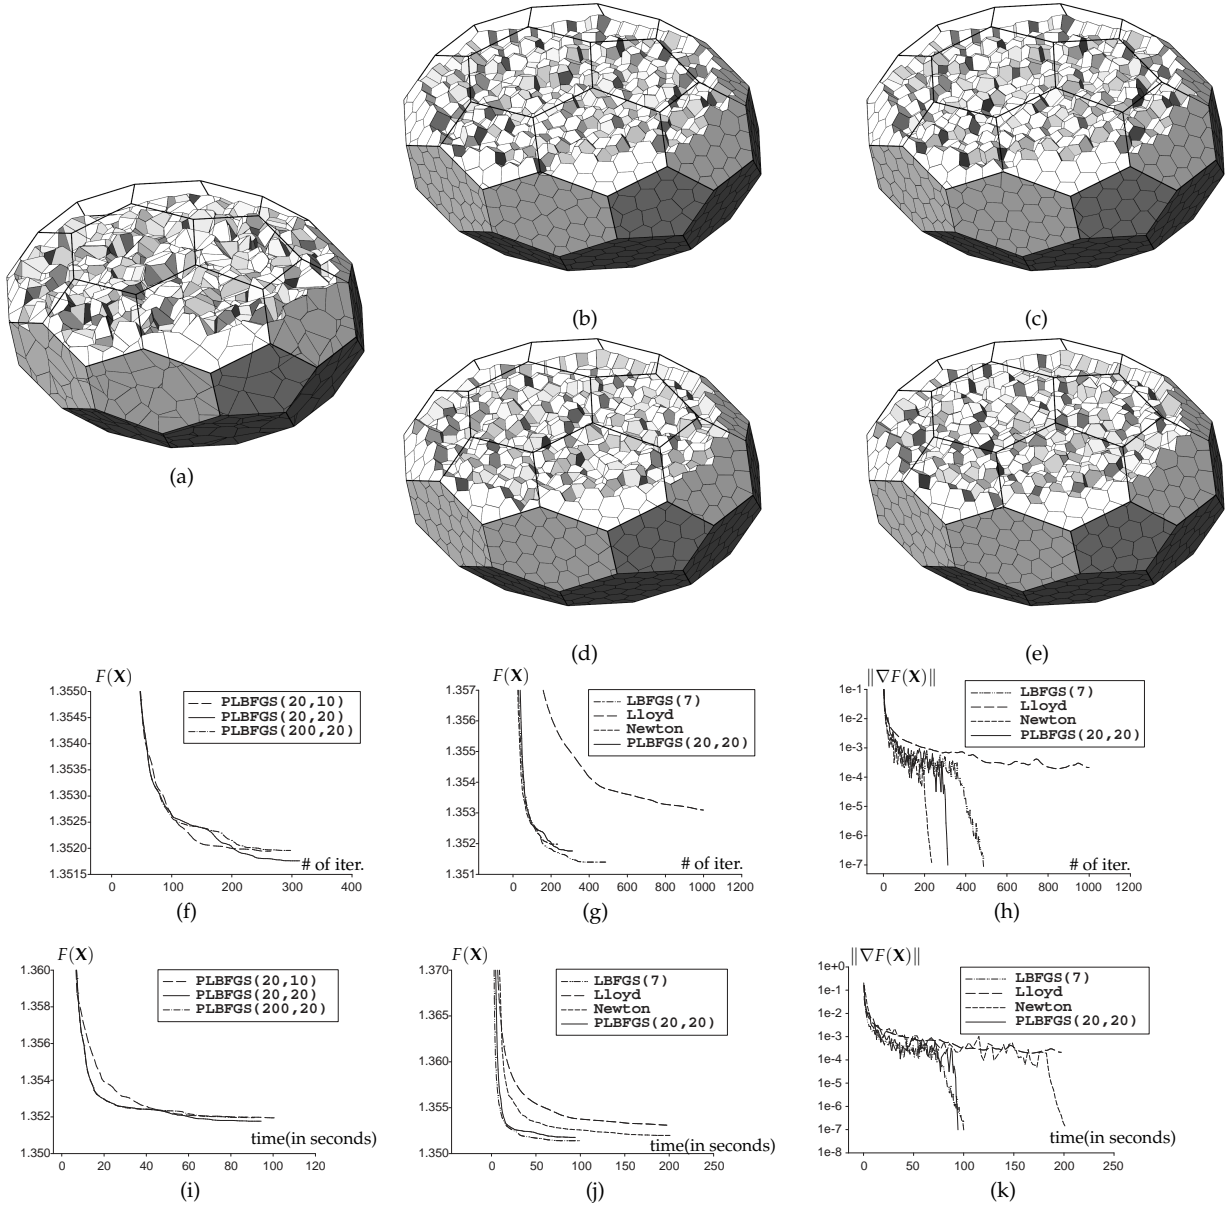 (a)
(b)
(c)
(d)
(e)
F(X)
1.3550
1.3545
1.3540
1.3535
1.3530
1.3525
1.3520
1.3515
PLBFGS(20,10)
PLBFGS(20,20)
PLBFGS(200,20)
# of iter.
0 100 200 300 400
(f)
F(X)
1.357
1.356
1.355
1.354
1.353
1.352
1.351
LBFGS(7)
Lloyd
Newton
PLBFGS(20,20)
# of iter.
0 200 400 600 800 1000 1200
(g)
‖∇F(X)‖
1e-1
1e-2
1e-3
1e-4
1e-5
1e-6
1e-7
LBFGS(7)
Lloyd
Newton
PLBFGS(20,20)
# of iter.
0 200 400 600 800 1000 1200
(h)
F(X)
1.360
1.358
1.356
1.354
1.352
1.350
PLBFGS(20,10)
PLBFGS(20,20)
PLBFGS(200,20)
time(in seconds)
0 20 40 60 80 100 120
(i)
F(X)
1.370
1.365
1.360
1.355
1.350
LBFGS(7)
Lloyd
Newton
PLBFGS(20,20)
time(in seconds)
0 50 100 150 200 250
(j)
‖∇F(X)‖
1e+0
1e-1
1e-2
1e-3
1e-4
1e-5
1e-6
1e-7
1e-8
LBFGS(7)
Lloyd
Newton
PLBFGS(20,20)
time(in seconds)
0 50 100 150 200 250
(k)